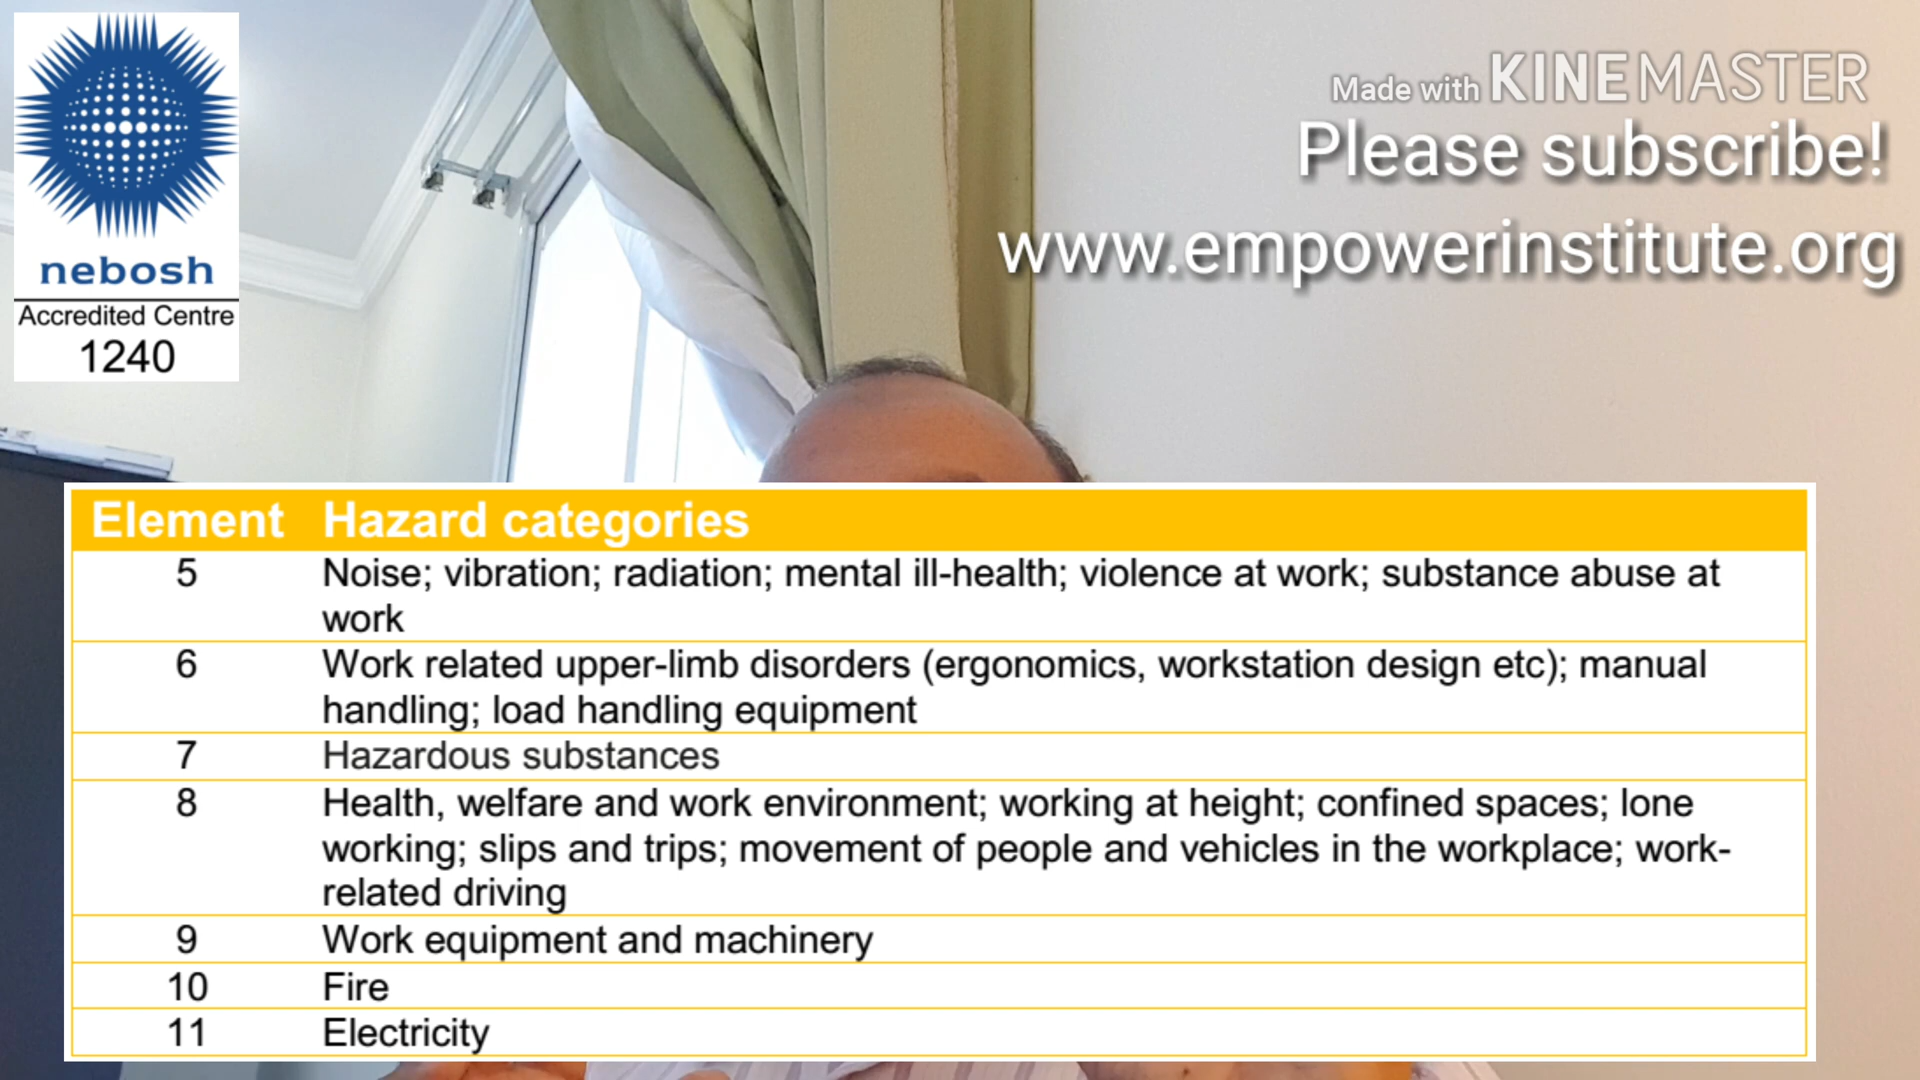 nebosh
Accredited Centre
1240
Made with KINEMASTER
Please subscribe!
www.empowerinstitute.org
Element Hazard categories
5 Noise; vibration; radiation; mental ill-health; violence at work; substance abuse at
work
6 Work related upper-limb disorders (ergonomics, workstation design etc); manual
handling; load handling equipment
7 Hazardous substances
8 Health, welfare and work environment; working at height; confined spaces; lone
working; slips and trips; movement of people and vehicles in the workplace; work-
related driving
9 Work equipment and machinery
10 Fire
11 Electricity